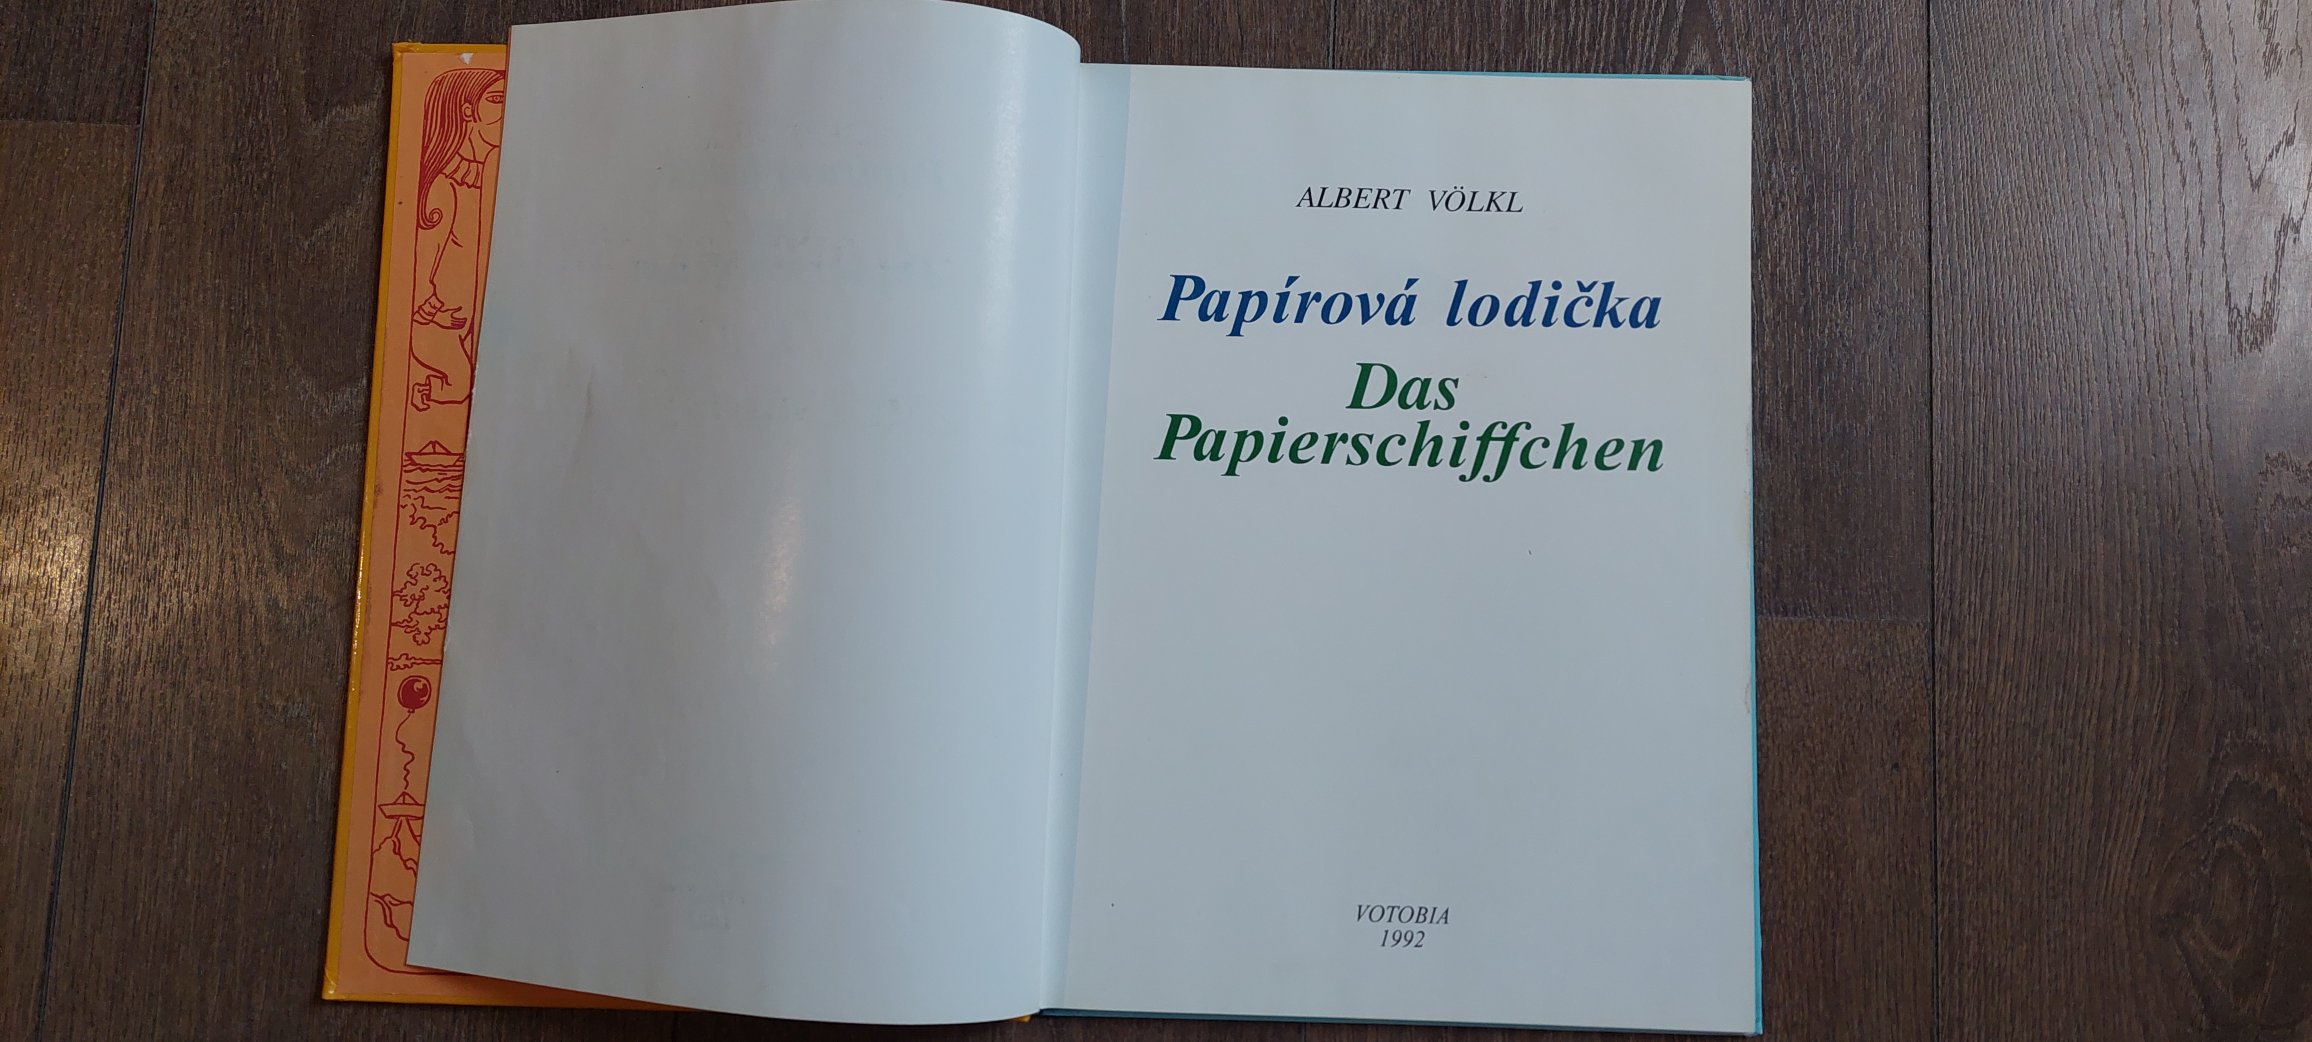 ALBERT VÖLKL
Papírová lodička
Das
Papierschiffchen
VOTOBIA
1992